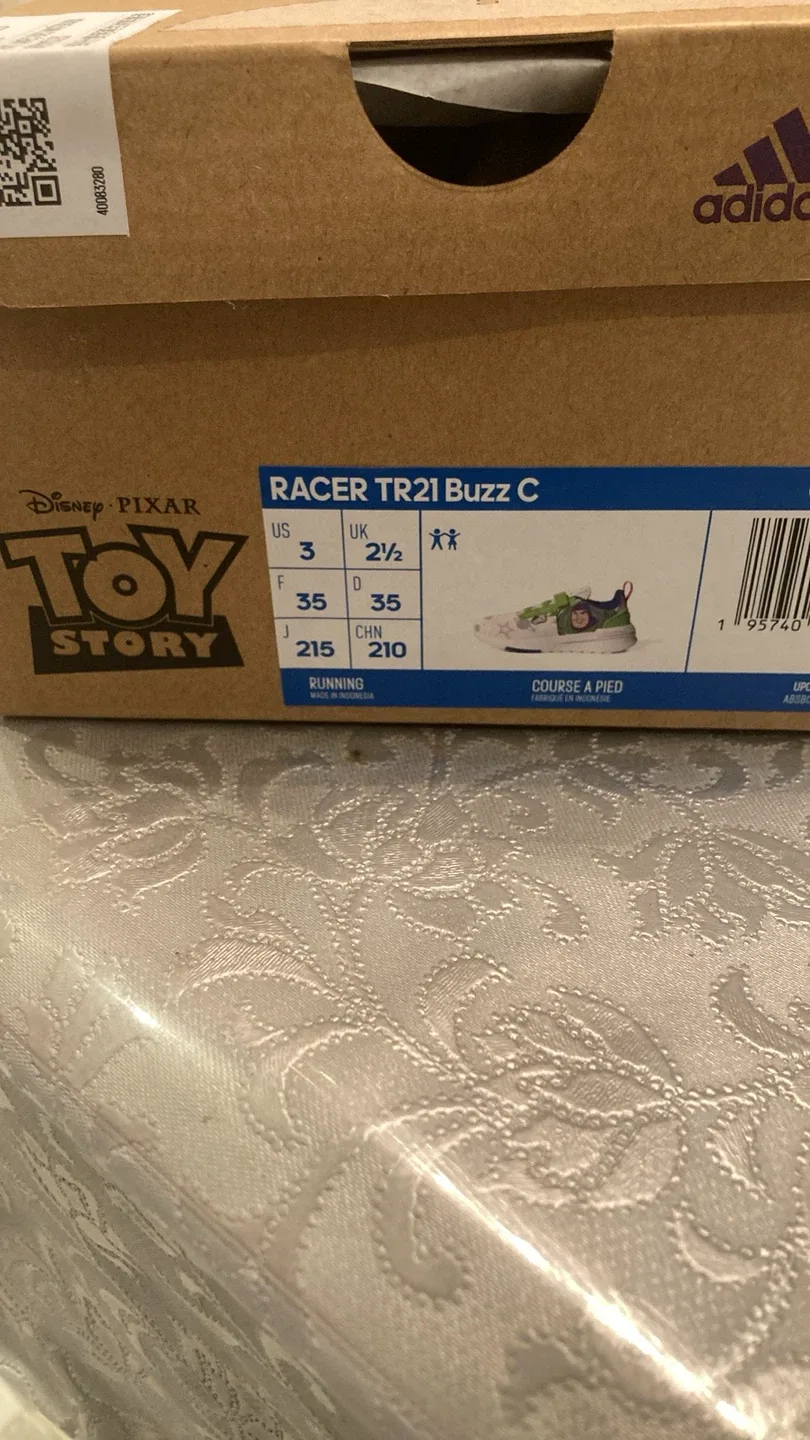 40083280
adida
Disney · PIXAR
TOY
STORY
RACER TR21 Buzz C
US 3
UK 2½
F 35
D 35
J 215
CHN 210
1 95740
RUNNING
MADE IN INDONESIA
COURSE A PIED
FABRIQUÉ EN INDONESIE
UPC